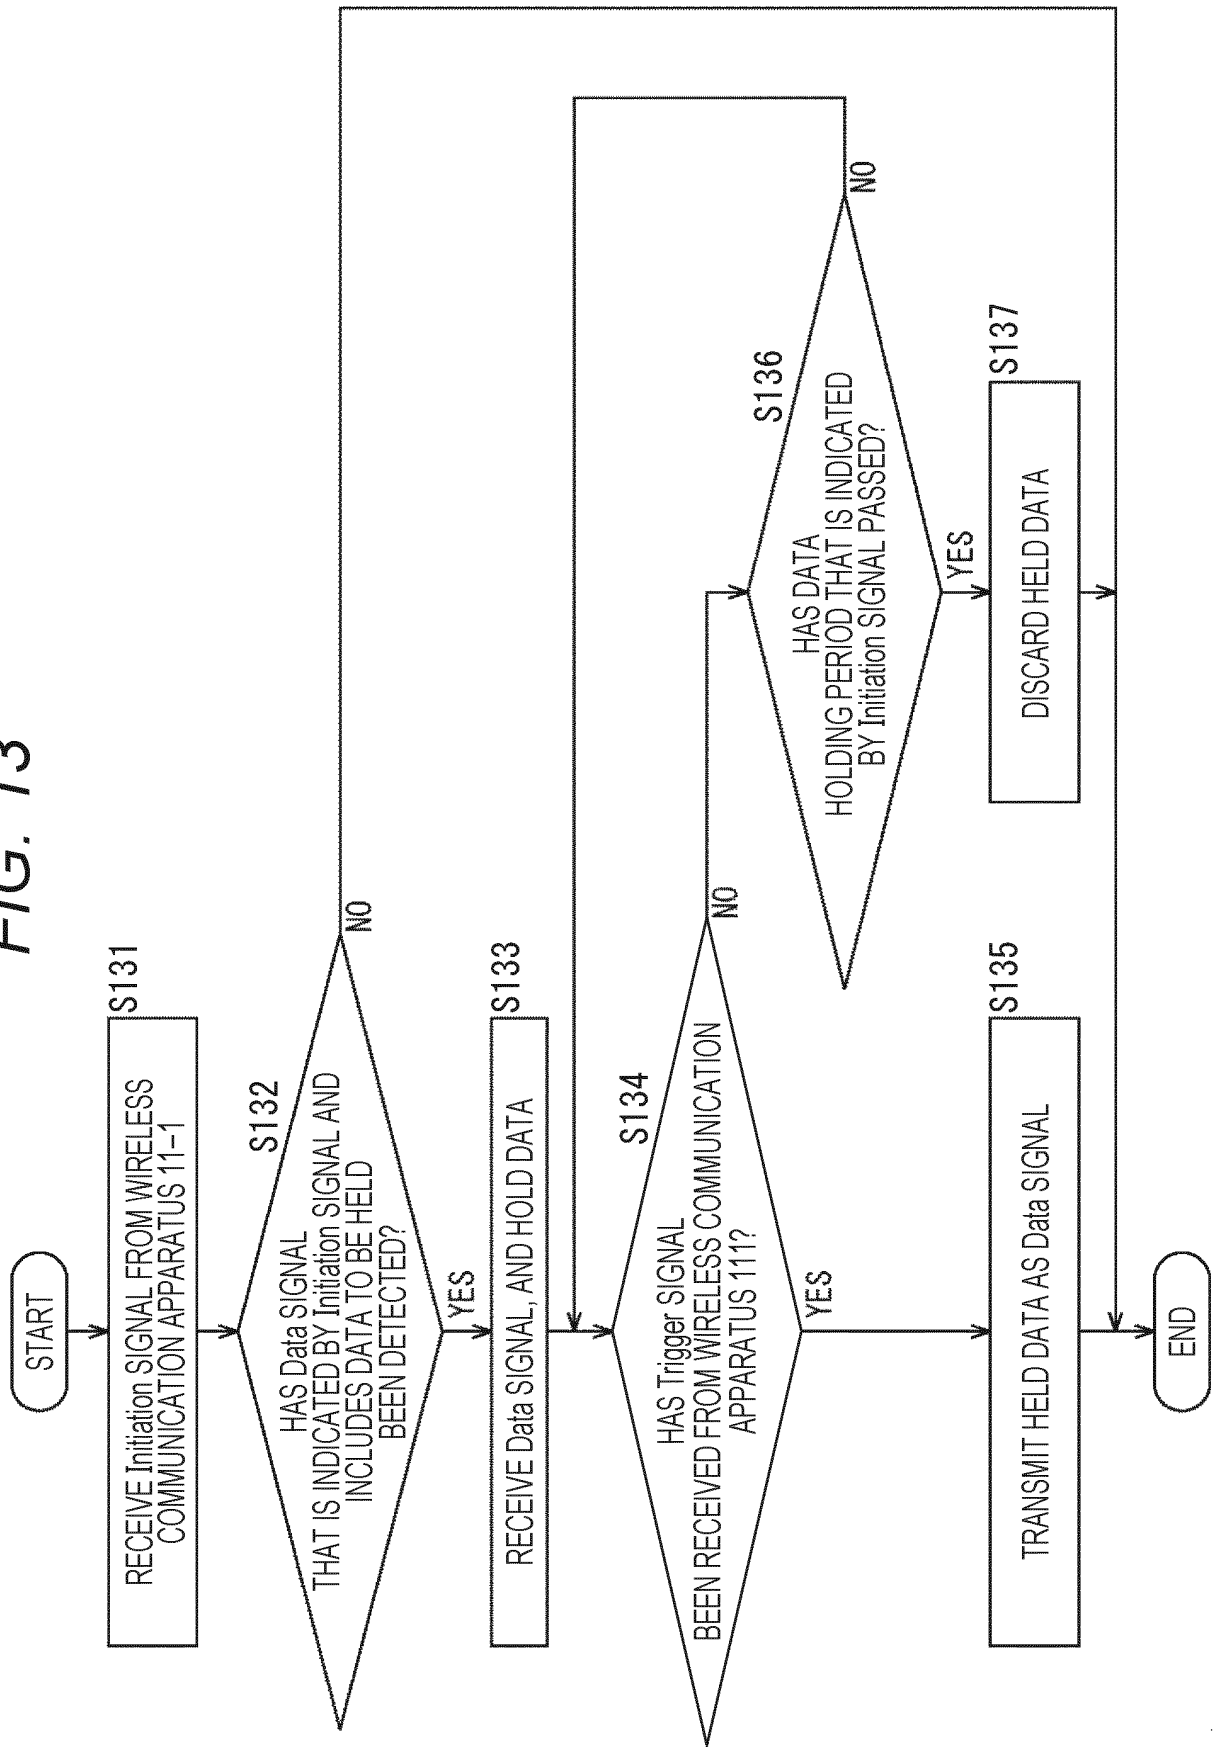 FIG. 13
START
S131
RECEIVE Initiation SIGNAL FROM WIRELESS
COMMUNICATION APPARATUS 11-1
S132
HAS Data SIGNAL
THAT IS INDICATED BY Initiation SIGNAL AND
INCLUDES DATA TO BE HELD
BEEN DETECTED?
NO
YES
S133
RECEIVE Data SIGNAL, AND HOLD DATA
S134
HAS Trigger SIGNAL
BEEN RECEIVED FROM WIRELESS COMMUNICATION
APPARATUS 111?
NO
YES
S136
HAS DATA
HOLDING PERIOD THAT IS INDICATED
BY Initiation SIGNAL PASSED?
NO
YES
S135
TRANSMIT HELD DATA AS Data SIGNAL
S137
DISCARD HELD DATA
END